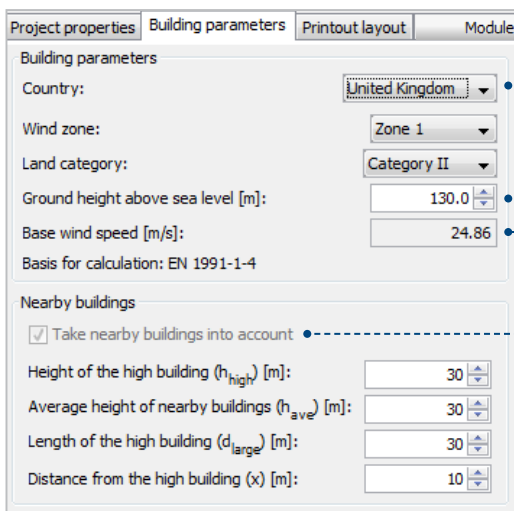 Project properties Building parameters Printout layout Module
Building parameters
Country: United Kingdom
Wind zone: Zone 1
Land category: Category II
Ground height above sea level [m]: 130.0
Base wind speed [m/s]: 24.86
Basis for calculation: EN 1991-1-4
Nearby buildings
Take nearby buildings into account
Height of the high building (h_high) [m]: 30
Average height of nearby buildings (h_ave) [m]: 30
Length of the high building (d_large) [m]: 30
Distance from the high building (x) [m]: 10